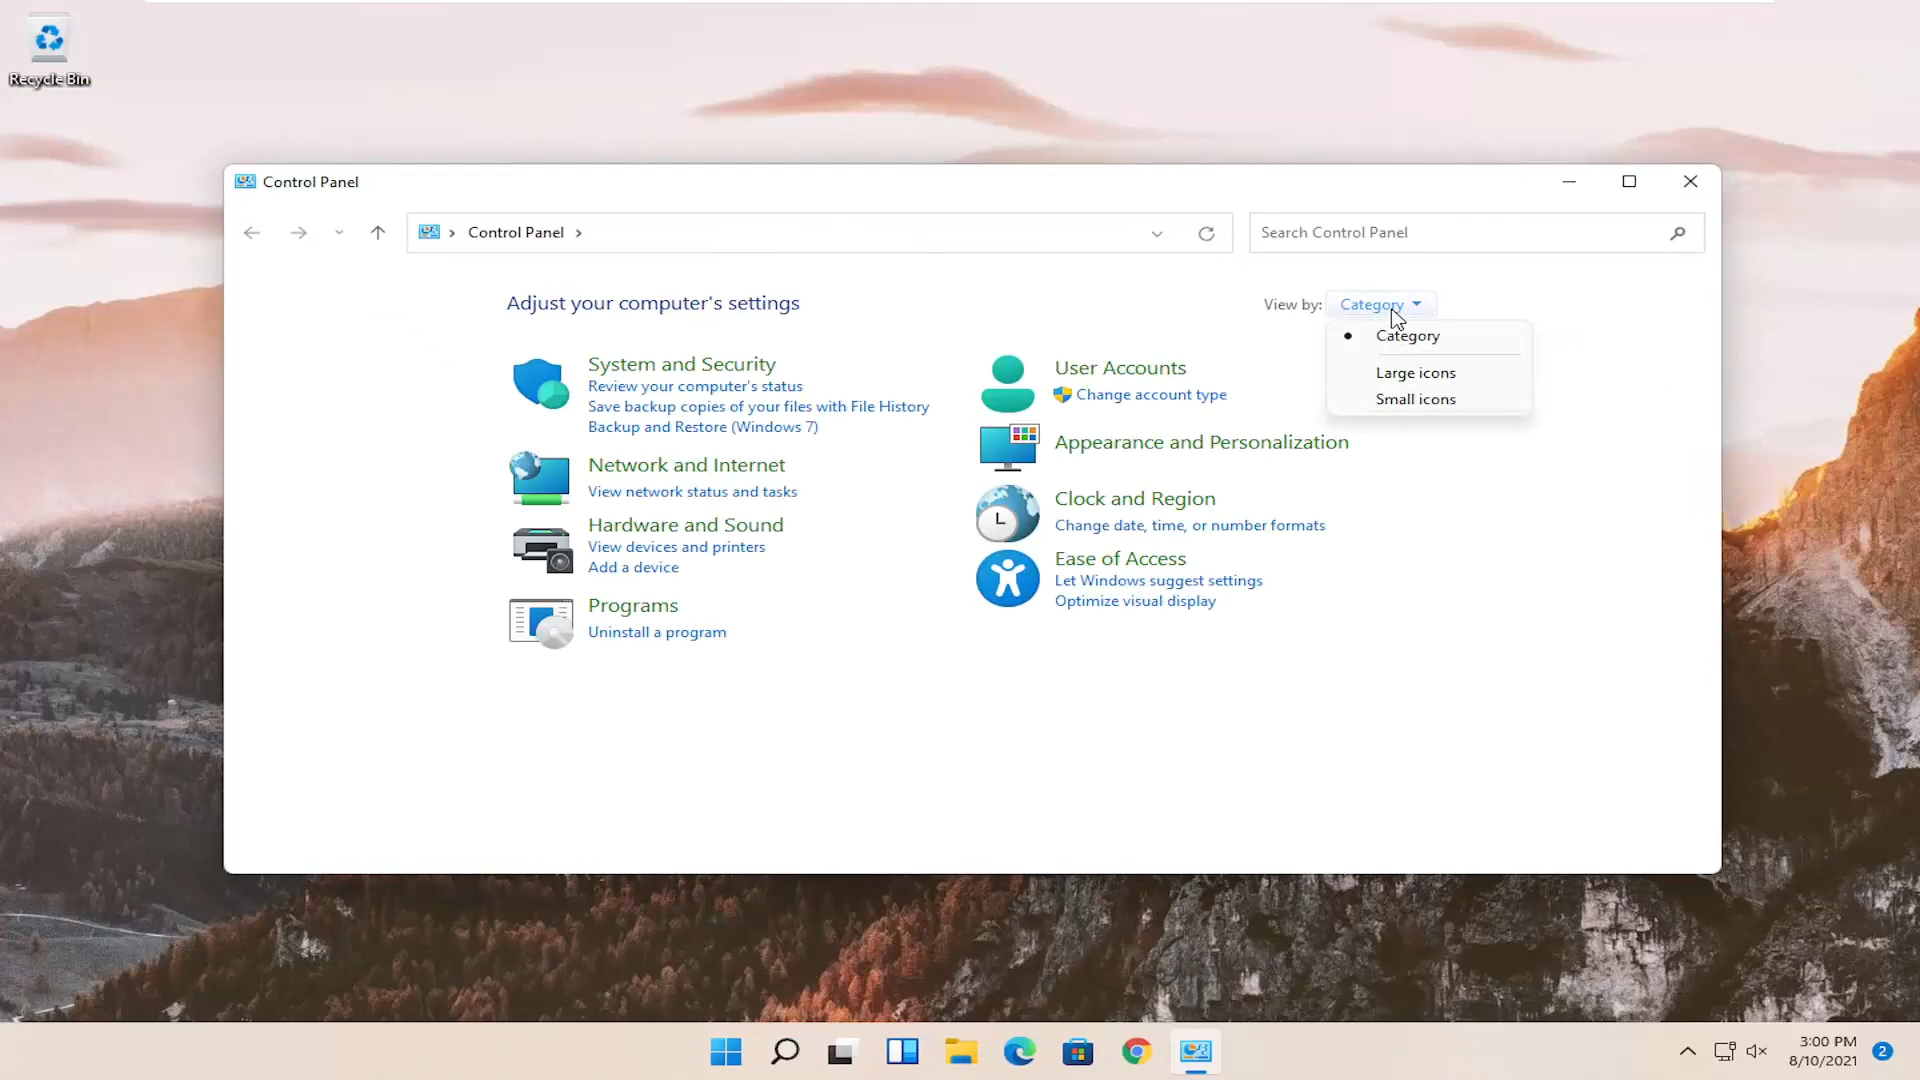 Recycle Bin
Control Panel
Control Panel
Search Control Panel
Adjust your computer's settings
View by: Category
Category
Large icons
Small icons
System and Security
Review your computer's status
Save backup copies of your files with File History
Backup and Restore (Windows 7)
Network and Internet
View network status and tasks
Hardware and Sound
View devices and printers
Add a device
Programs
Uninstall a program
User Accounts
Change account type
Appearance and Personalization
Clock and Region
Change date, time, or number formats
Ease of Access
Let Windows suggest settings
Optimize visual display
3:00 PM
8/10/2021
2